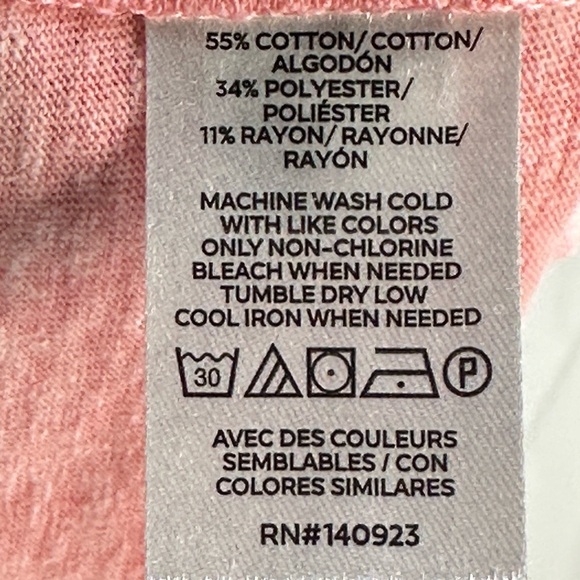 55% COTTON/COTTON/
ALGODÓN
34% POLYESTER/
POLIÉSTER
11% RAYON/RAYONNE/
RAYÓN
MACHINE WASH COLD
WITH LIKE COLORS
ONLY NON-CHLORINE
BLEACH WHEN NEEDED
TUMBLE DRY LOW
COOL IRON WHEN NEEDED
30 P
AVEC DES COULEURS
SEMBLABLES / CON
COLORES SIMILARES
RN#140923